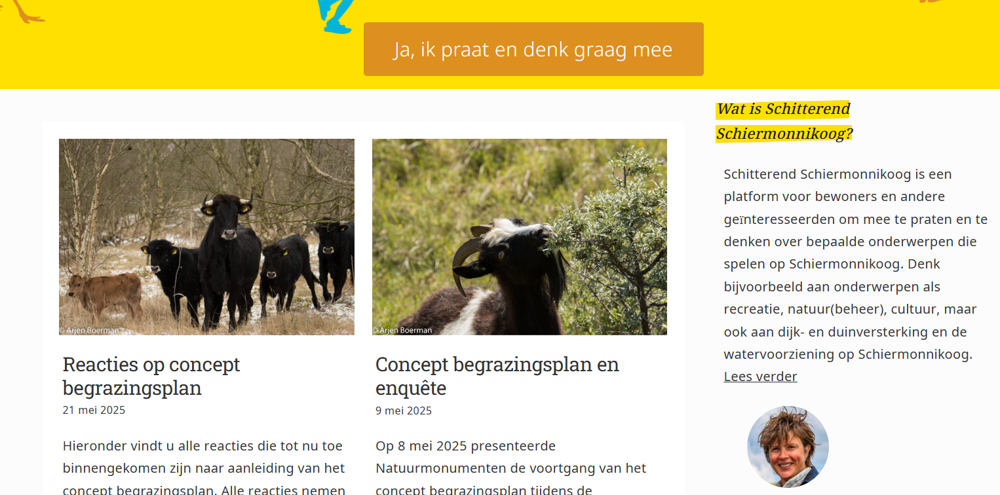 Ja, ik praat en denk graag mee
© Arjen Boerman
Reacties op concept
begrazingsplan
21 mei 2025
Hieronder vindt u alle reacties die tot nu toe
binnengekomen zijn naar aanleiding van het
concept begrazingsplan. Alle reacties nemen
© Arjen Boerman
Concept begrazingsplan en
enquête
9 mei 2025
Op 8 mei 2025 presenteerde
Natuurmonumenten de voortgang van het
concept begrazingsplan tijdens de
Wat is Schitterend
Schiermonnikoog?
Schitterend Schiermonnikoog is een
platform voor bewoners en andere
geïnteresseerden om mee te praten en te
denken over bepaalde onderwerpen die
spelen op Schiermonnikoog. Denk
bijvoorbeeld aan onderwerpen als
recreatie, natuur(beheer), cultuur, maar
ook aan dijk- en duinversterking en de
watervoorziening op Schiermonnikoog.
Lees verder